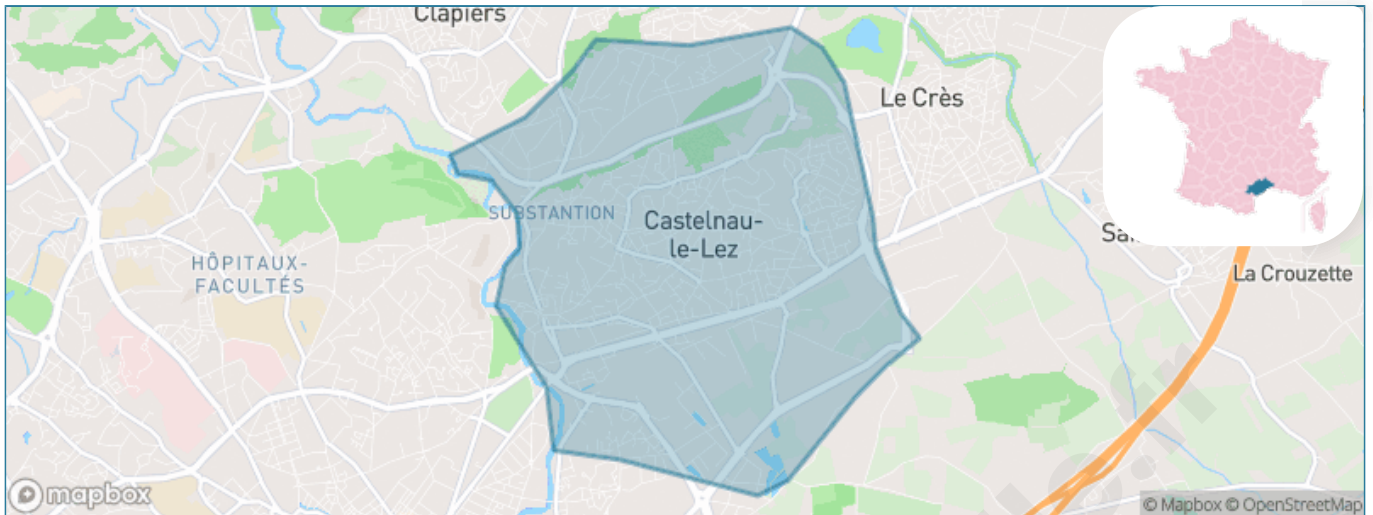 Clapiers
Le Crès
SUBSTANTION
Castelnau-
le-Lez
HÔPITAUX-
FACULTÉS
La Crouzette
mapbox
© Mapbox © OpenStreetMap